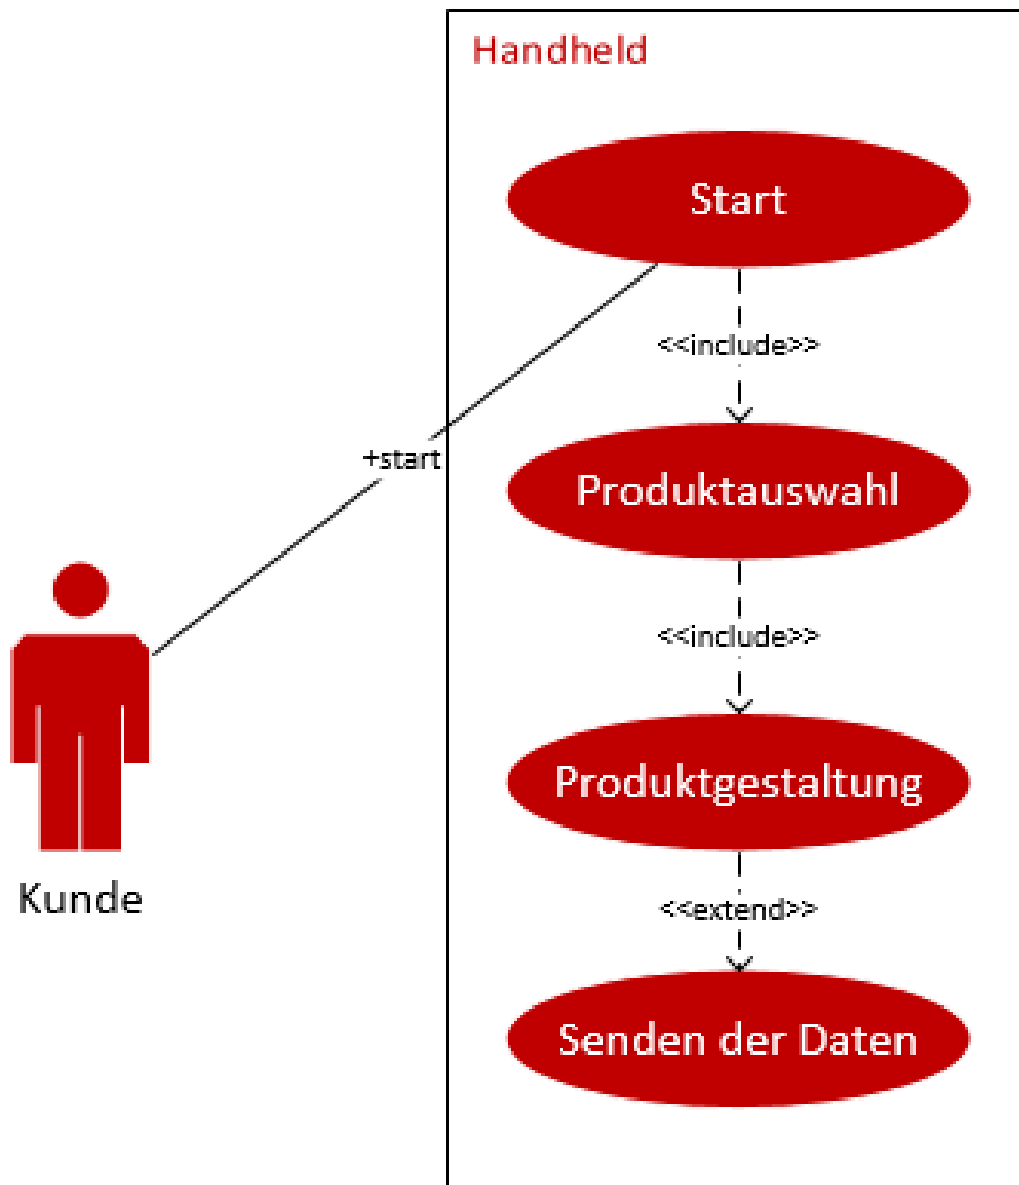 Handheld
Start
<<include>>
+start
Produktauswahl
<<include>>
Produktgestaltung
Kunde
<<extend>>
Senden der Daten